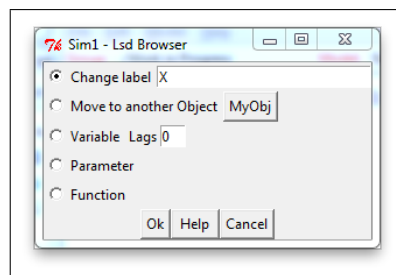 Sim1 - Lsd Browser
Change label X
Move to another Object MyObj
Variable Lags 0
Parameter
Function
Ok Help Cancel